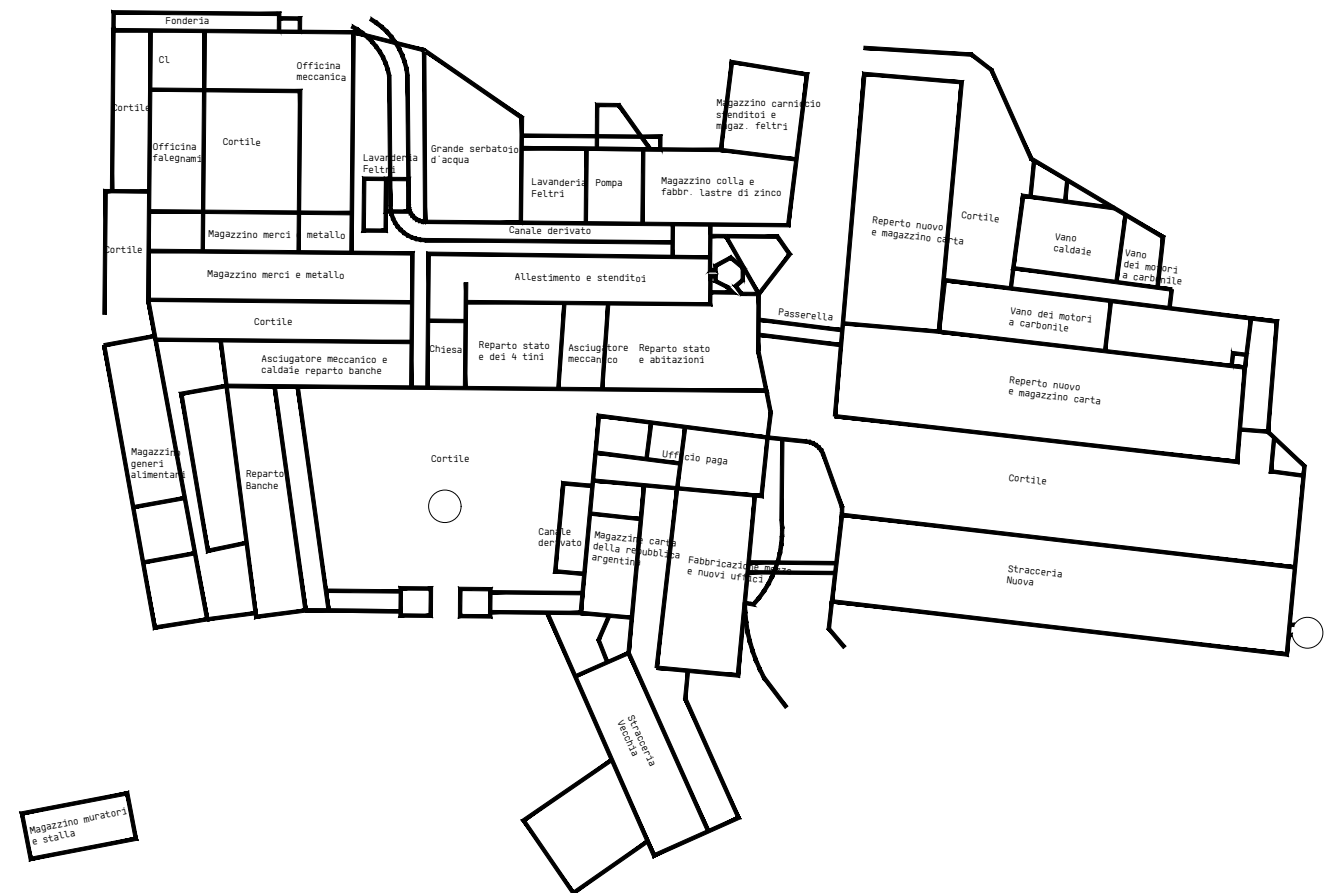 Fonderia
Cl
Officina
meccanica
Cortile
Officina
falegnami
Cortile
Lavanderia
Feltri
Grande serbatoio
d'acqua
Lavanderia
Feltri
Pompa
Magazzino colla e
fabbr. lastre di zinco
Magazzino carniccio
stenditoi e
magaz. feltri
Cortile
Magazzino merci e metallo
Canale derivato
Magazzino merci e metallo
Allestimento e stenditoi
Cortile
Asciugatore meccanico e
caldaie reparto banche
Chiesa
Reparto stato
e dei 4 tini
Asciugatore
meccanico
Reparto stato
e abitazioni
Passerella
Reperto nuovo
e magazzino carta
Cortile
Vano
caldaie
Vano
dei motori
a carbonile
Vano dei motori
a carbonile
Reperto nuovo
e magazzino carta
Magazzino
generi
alimentari
Reparto
Banche
Cortile
Ufficio paga
Canale
derivato
Magazzine carta
della repubblica
argentina
Fabbricazione mezzo
e nuovi uffici
Cortile
Stracceria
Nuova
Stracceria
Vecchia
Magazzino muratori
e stalla